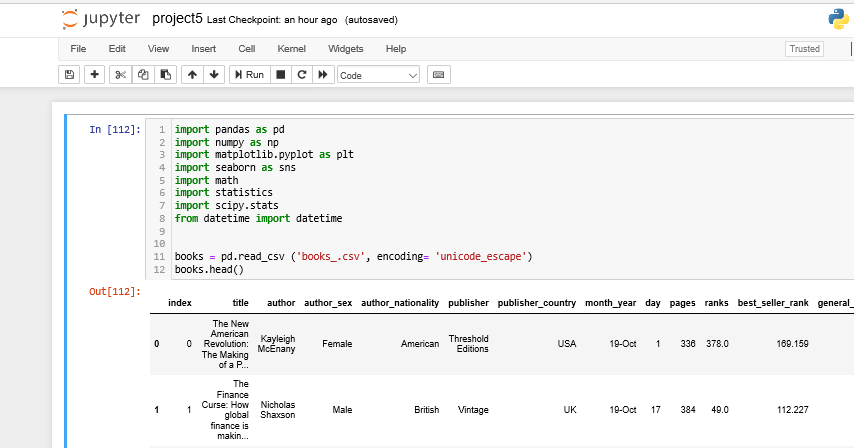 jupyter project5 Last Checkpoint: an hour ago (autosaved)
File Edit View Insert Cell Kernel Widgets Help Trusted
Run Code
In [112]:
1 import pandas as pd
2 import numpy as np
3 import matplotlib.pyplot as plt
4 import seaborn as sns
5 import math
6 import statistics
7 import scipy.stats
8 from datetime import datetime
9
10
11 books = pd.read_csv ('books_.csv', encoding= 'unicode_escape')
12 books.head()
Out[112]:
index title author author_sex author_nationality publisher publisher_country month_year day pages ranks best_seller_rank general_
0 0 The New American Revolution: The Making of a P... Kayleigh McEnany Female American Threshold Editions USA 19-Oct 1 336 378.0 169.159
1 1 The Finance Curse: How global finance is makin... Nicholas Shaxson Male British Vintage UK 19-Oct 17 384 49.0 112.227